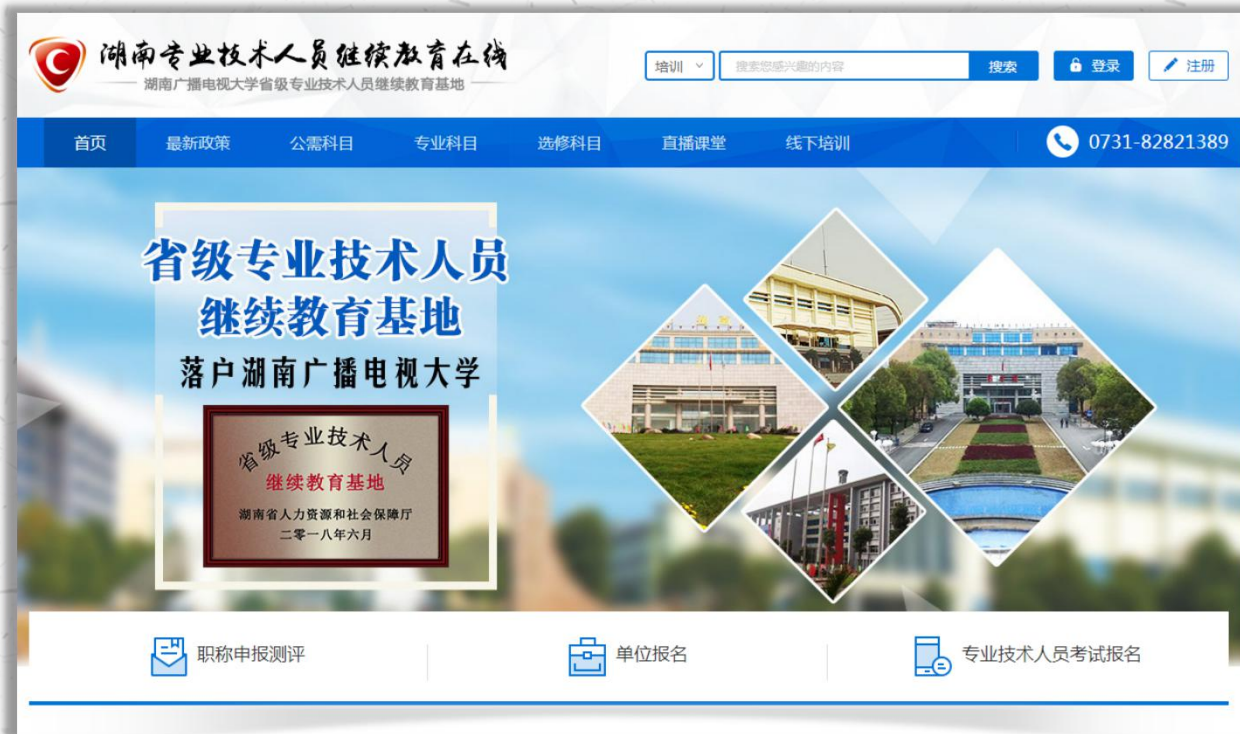 湖南专业技术人员继续教育在线
湖南广播电视大学省级专业技术人员继续教育基地
培训
搜索您感兴趣的内容
搜索
登录
注册
首页
最新政策
公需科目
专业科目
选修科目
直播课堂
线下培训
0731-82821389
省级专业技术人员
继续教育基地
落户湖南广播电视大学
省级专业技术人员
继续教育基地
湖南省人力资源和社会保障厅
二零一八年六月
职称申报测评
单位报名
专业技术人员考试报名